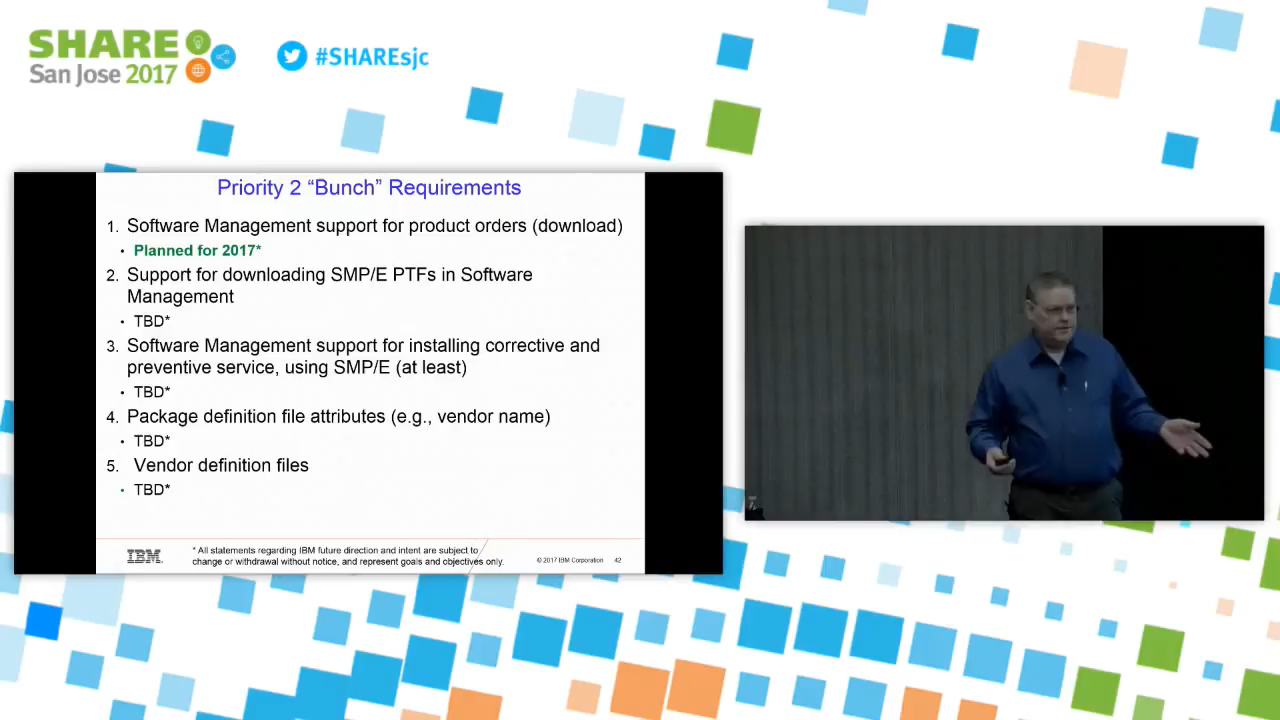 SHARE
San Jose 2017
#SHAREsjc
Priority 2 “Bunch” Requirements
1. Software Management support for product orders (download)
• Planned for 2017*
2. Support for downloading SMP/E PTFs in Software
Management
• TBD*
3. Software Management support for installing corrective and
preventive service, using SMP/E (at least)
• TBD*
4. Package definition file attributes (e.g., vendor name)
• TBD*
5. Vendor definition files
• TBD*
IBM.
* All statements regarding IBM future direction and intent are subject to
change or withdrawal without notice, and represent goals and objectives only.
© 2017 IBM Corporation 42